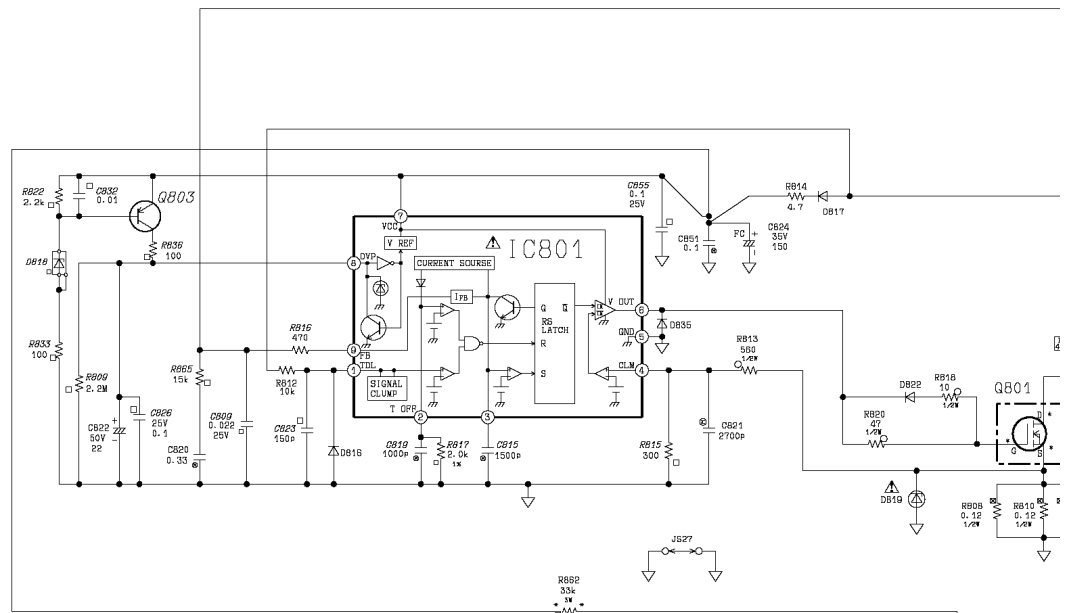 R822
2.2k
C832
0.01
Q803
R836
100
D818
R833
100
R809
2.2M
C822
50V
22
C826
25V
0.1
R865
15k
C820
0.33
C809
0.022
25V
R816
470
R812
10k
C823
150p
D816
7
VCC
V REF
IC801
8
OVP
CURRENT SOURSE
IFB
9
FB
1
TDL
SIGNAL
CLUMP
T OFF
2
3
Q
Q
RS
LATCH
R
S
V OUT
6
GND
5
CLM
4
C819
1000p
R817
2.0k
1%
C815
1500p
C855
0.1
25V
C851
0.1
FC
C824
35V
150
R814
4.7
D817
D835
R813
560
1/2W
R815
300
C821
2700p
D822
R818
10
1/2W
R820
47
1/2W
Q801
D
G
S
D819
R808
0.12
1/2W
R810
0.12
1/2W
JS27
R862
33k
3W